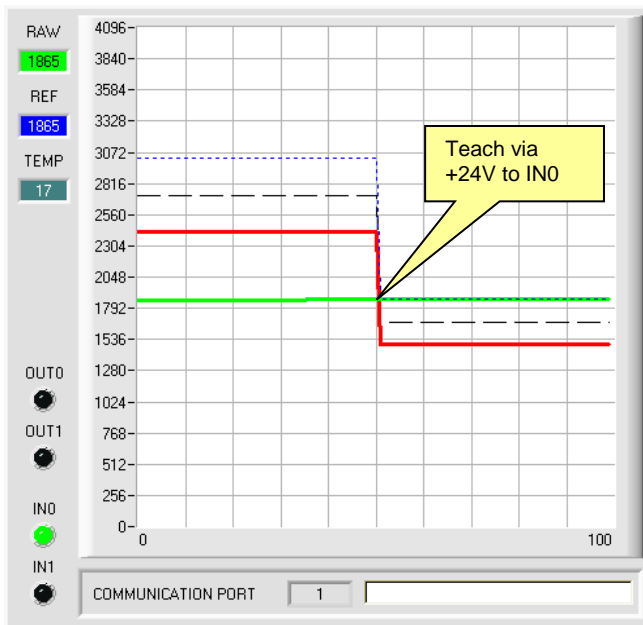 RAW
1865
REF
1865
TEMP
17
OUT0
OUT1
IN0
IN1
4096
3840
3584
3328
3072
2816
2560
2304
2048
1792
1536
1280
1024
768
512
256
0
0 100
Teach via
+24V to IN0
COMMUNICATION PORT 1